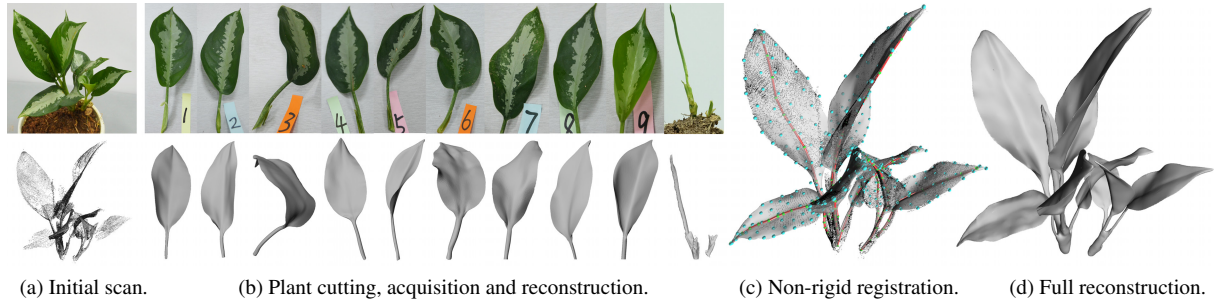 1 2 3 4 5 6 7 8 9
(a) Initial scan. (b) Plant cutting, acquisition and reconstruction. (c) Non-rigid registration. (d) Full reconstruction.